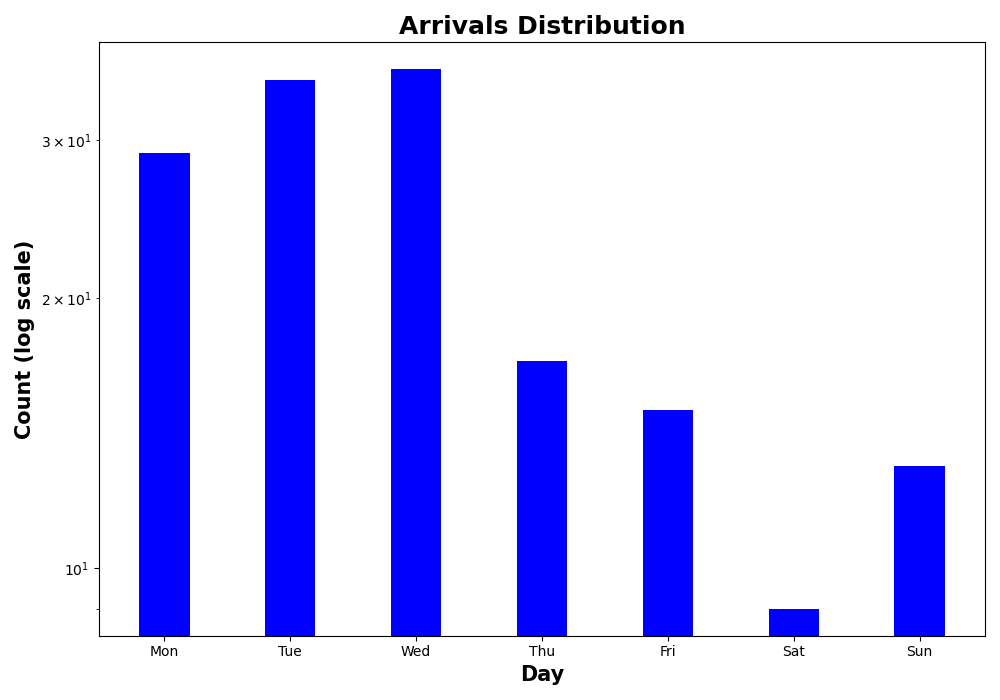 Arrivals Distribution
Count (log scale)
3 × 10¹
2 × 10¹
10¹
Mon Tue Wed Thu Fri Sat Sun
Day